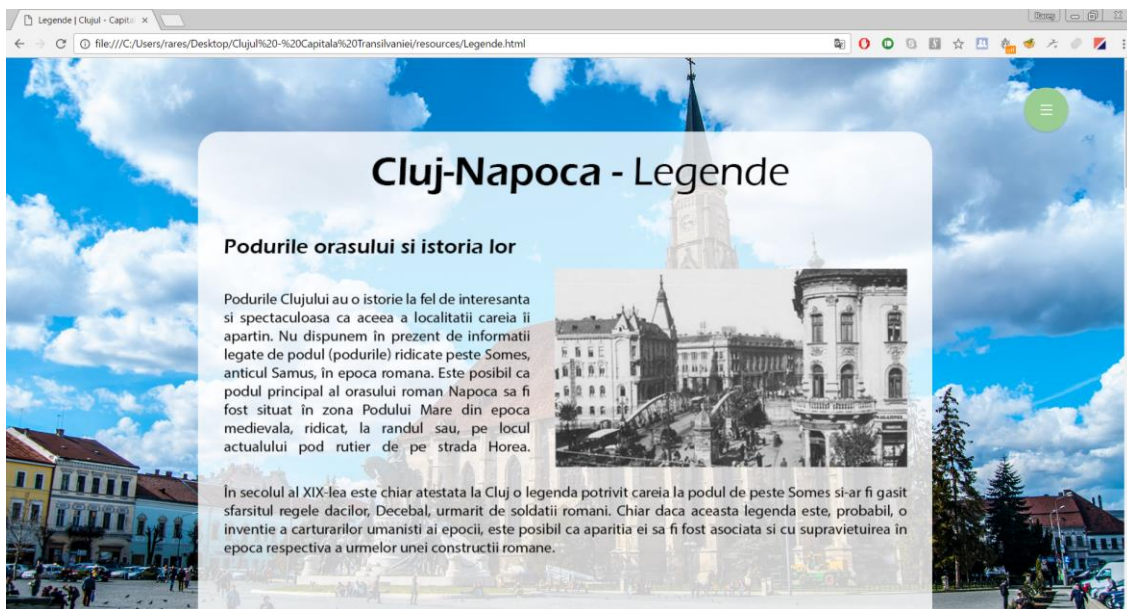 Legende | Clujul - Capita
Rareş
file:///C:/Users/rares/Desktop/Clujul%20-%20Capitala%20Transilvaniei/resources/Legende.html
Cluj-Napoca - Legende
Podurile orasului si istoria lor
Podurile Clujului au o istorie la fel de interesanta
si spectaculoasa ca aceea a localitatii careia îi
apartin. Nu dispunem în prezent de informatii
legate de podul (podurile) ridicate peste Somes,
anticul Samus, în epoca romana. Este posibil ca
podul principal al orasului roman Napoca sa fi
fost situat în zona Podului Mare din epoca
medievala, ridicat, la randul sau, pe locul
actualului pod rutier de pe strada Horea.
În secolul al XIX-lea este chiar atestata la Cluj o legenda potrivit careia la podul de peste Somes si-ar fi gasit
sfarsitul regele dacilor, Decebal, urmarit de soldatii romani. Chiar daca aceasta legenda este, probabil, o
inventie a carturarilor umanisti ai epocii, este posibil ca aparitia ei sa fi fost asociata si cu supravietuirea în
epoca respectiva a urmelor unei constructii romane.